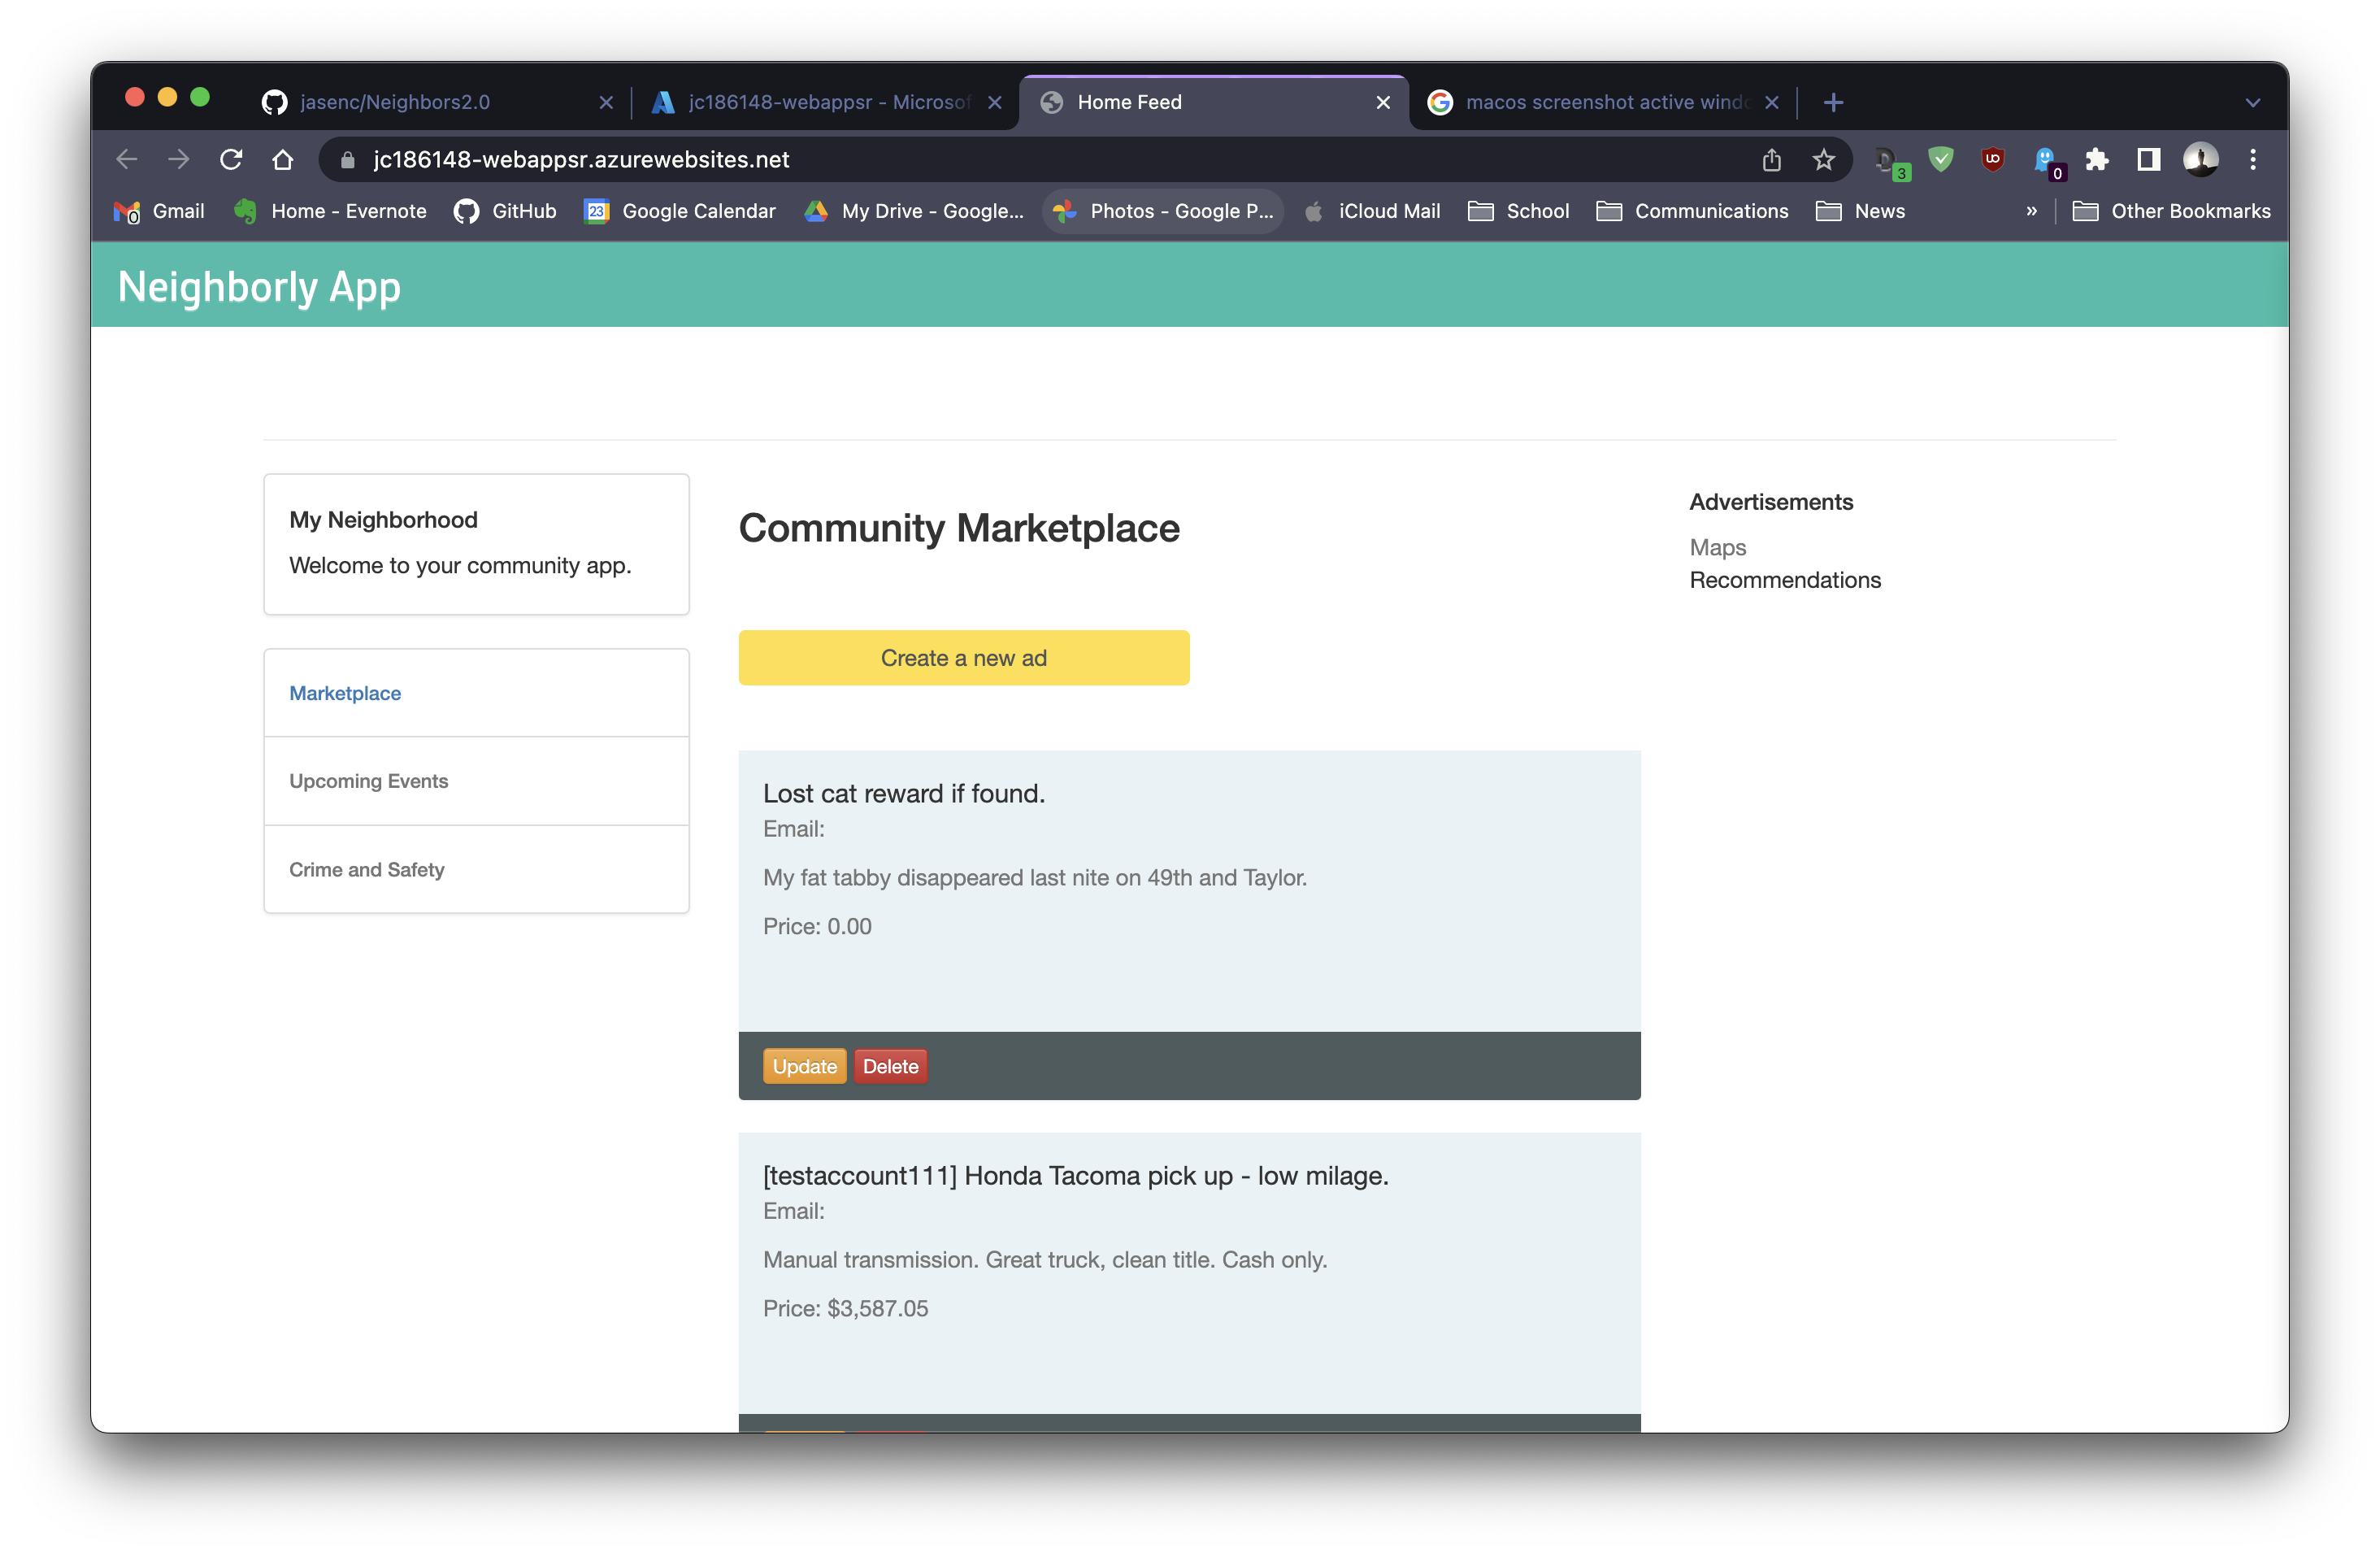 jasenc/Neighbors2.0
jc186148-webappsr - Microsof
Home Feed
macos screenshot active windo
jc186148-webappsr.azurewebsites.net
3
0
Gmail
Home - Evernote
GitHub
23
Google Calendar
My Drive - Google...
Photos - Google P...
iCloud Mail
School
Communications
News
»
Other Bookmarks
Neighborly App
My Neighborhood
Welcome to your community app.
Marketplace
Upcoming Events
Crime and Safety
Community Marketplace
Create a new ad
Lost cat reward if found.
Email:
My fat tabby disappeared last nite on 49th and Taylor.
Price: 0.00
Update Delete
[testaccount111] Honda Tacoma pick up - low milage.
Email:
Manual transmission. Great truck, clean title. Cash only.
Price: $3,587.05
Advertisements
Maps
Recommendations